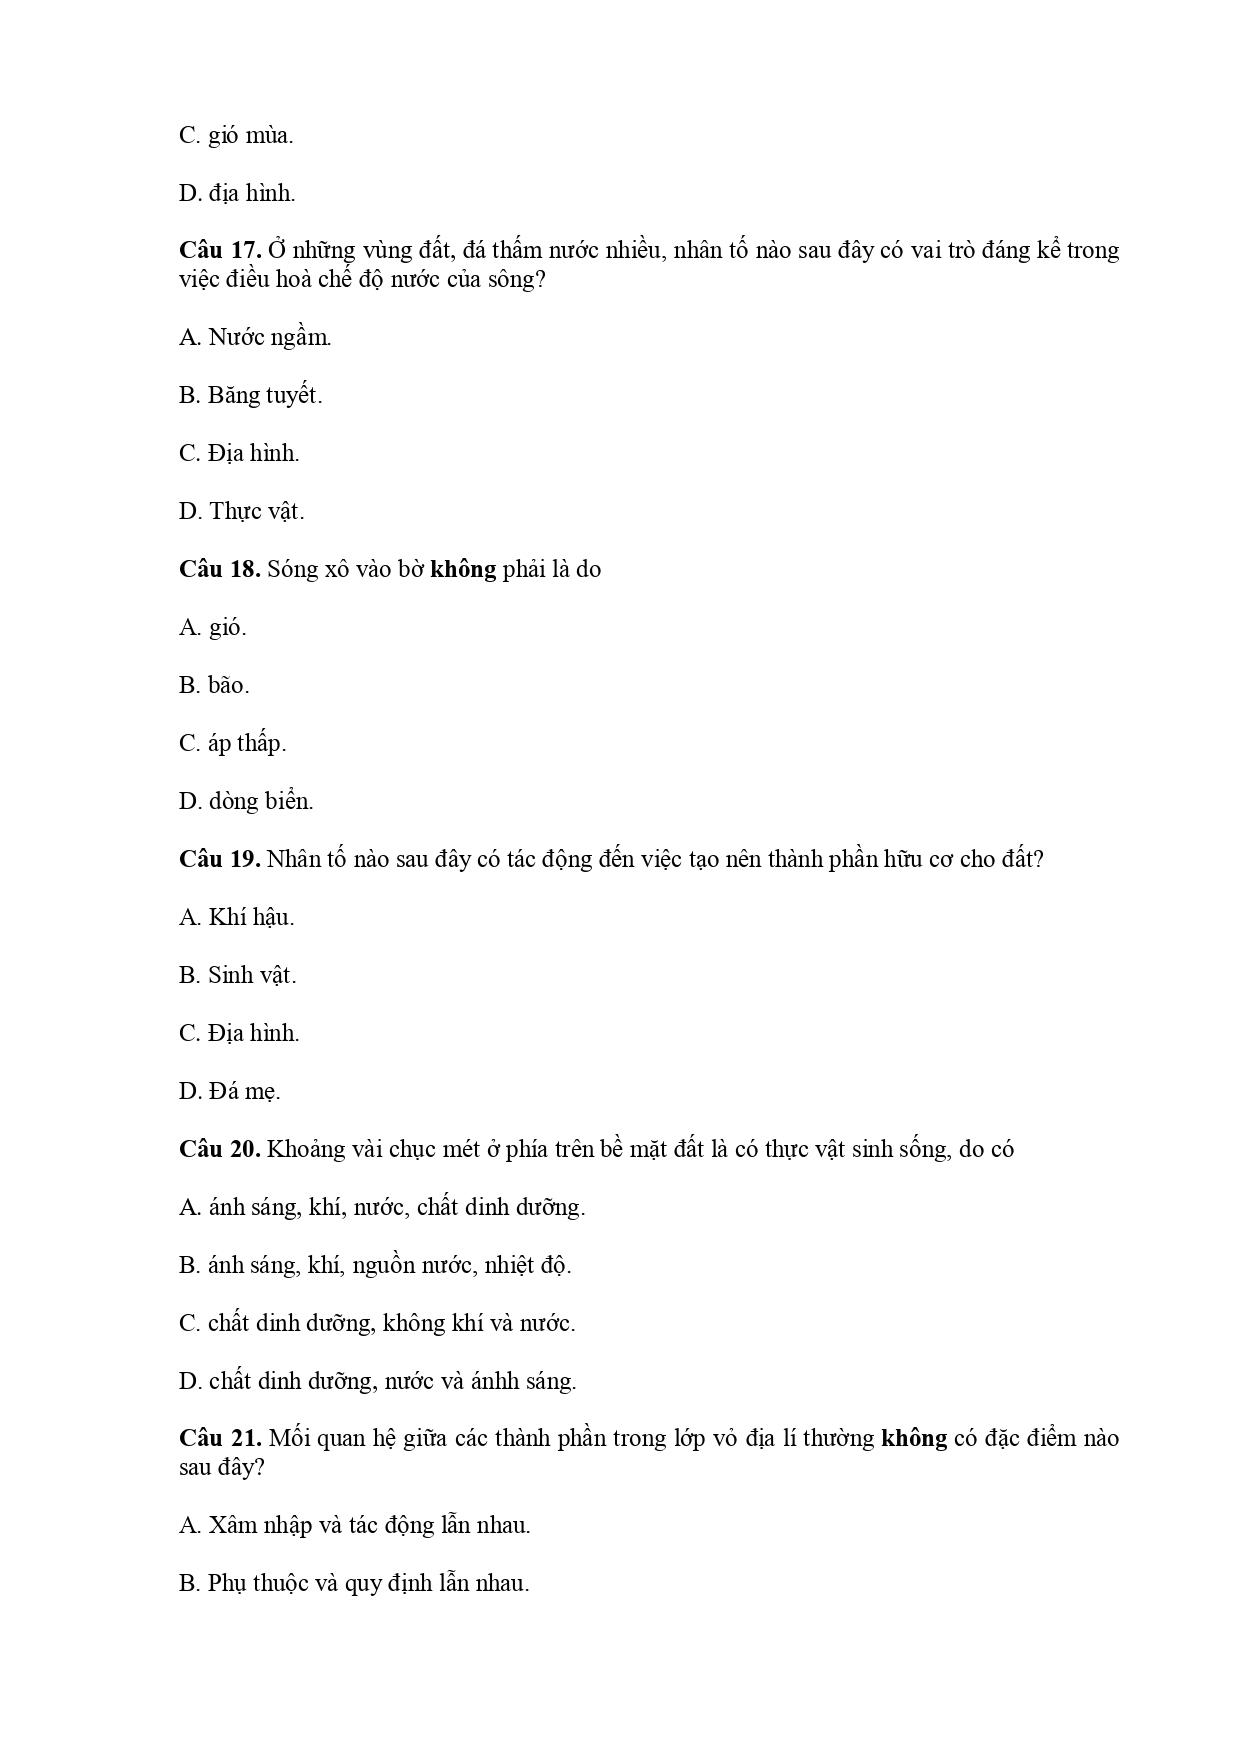 C. gió mùa.
D. địa hình.
Câu 17. Ở những vùng đất, đá thấm nước nhiều, nhân tố nào sau đây có vai trò đáng kể trong
việc điều hoà chế độ nước của sông?
A. Nước ngầm.
B. Băng tuyết.
C. Địa hình.
D. Thực vật.
Câu 18. Sóng xô vào bờ không phải là do
A. gió.
B. bão.
C. áp thấp.
D. dòng biển.
Câu 19. Nhân tố nào sau đây có tác động đến việc tạo nên thành phần hữu cơ cho đất?
A. Khí hậu.
B. Sinh vật.
C. Địa hình.
D. Đá mẹ.
Câu 20. Khoảng vài chục mét ở phía trên bề mặt đất là có thực vật sinh sống, do có
A. ánh sáng, khí, nước, chất dinh dưỡng.
B. ánh sáng, khí, nguồn nước, nhiệt độ.
C. chất dinh dưỡng, không khí và nước.
D. chất dinh dưỡng, nước và ánhh sáng.
Câu 21. Mối quan hệ giữa các thành phần trong lớp vỏ địa lí thường không có đặc điểm nào
sau đây?
A. Xâm nhập và tác động lẫn nhau.
B. Phụ thuộc và quy định lẫn nhau.